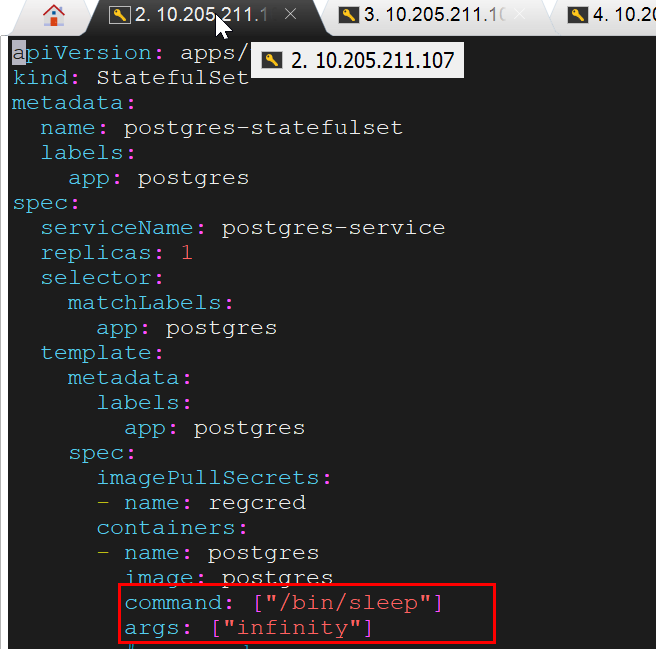 2. 10.205.211.1
3. 10.205.211.10
4. 10.20
2. 10.205.211.107
apiVersion: apps/
kind: StatefulSet
metadata:
  name: postgres-statefulset
  labels:
    app: postgres
spec:
  serviceName: postgres-service
  replicas: 1
  selector:
    matchLabels:
      app: postgres
  template:
    metadata:
      labels:
        app: postgres
    spec:
      imagePullSecrets:
      - name: regcred
      containers:
      - name: postgres
        image: postgres
        command: ["/bin/sleep"]
        args: ["infinity"]